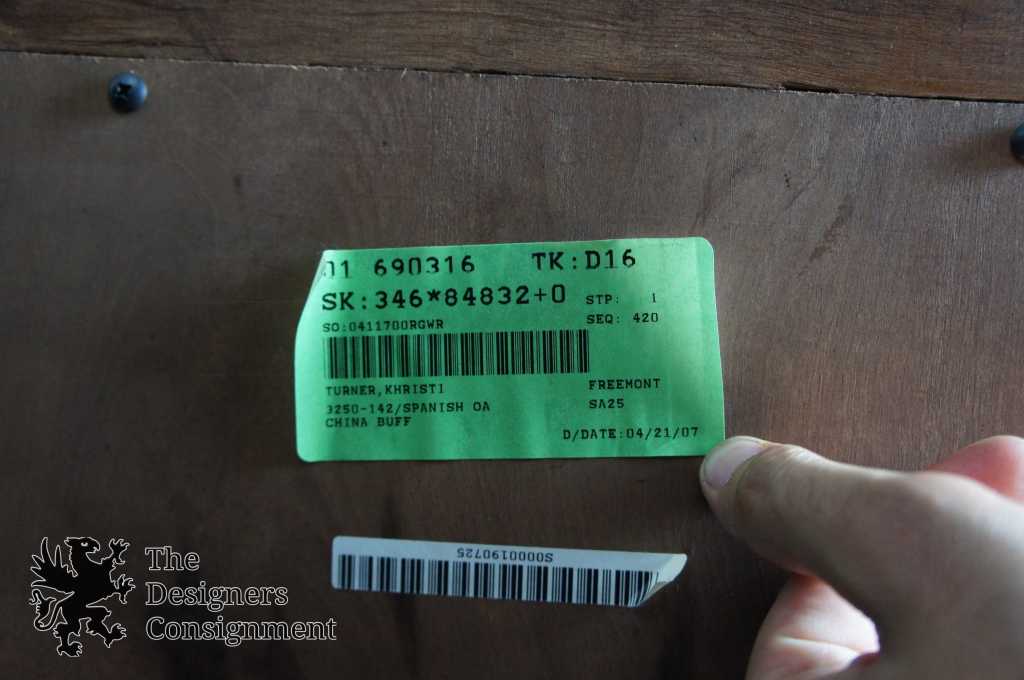 01 690316 TK:D16
SK:346*84832+0 STP: 1
SEQ: 420
SO:0411700RGWR
TURNER,KHRISTI FREEMONT
3250-142/SPANISH OA SA25
CHINA BUFF
D/DATE:04/21/07
S0000190725
The
Designers
Consignment